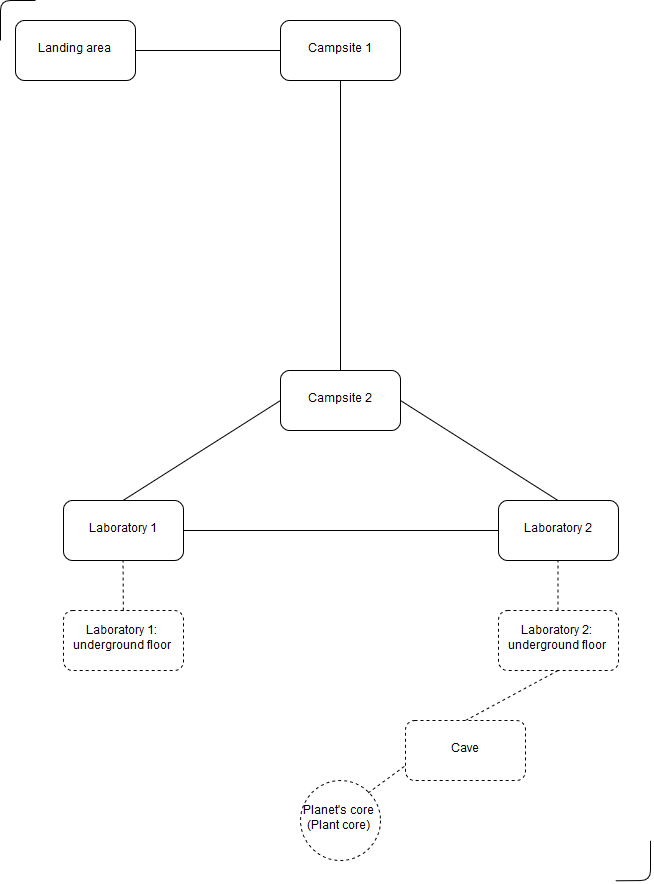 Landing area
Campsite 1
Campsite 2
Laboratory 1
Laboratory 2
Laboratory 1:
underground floor
Laboratory 2:
underground floor
Cave
Planet's core
(Plant core)